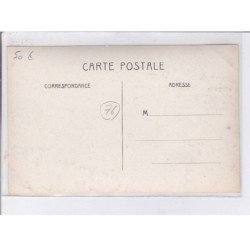 50 €
CARTE POSTALE
CORRESPONDANCE
ADRESSE
76
M